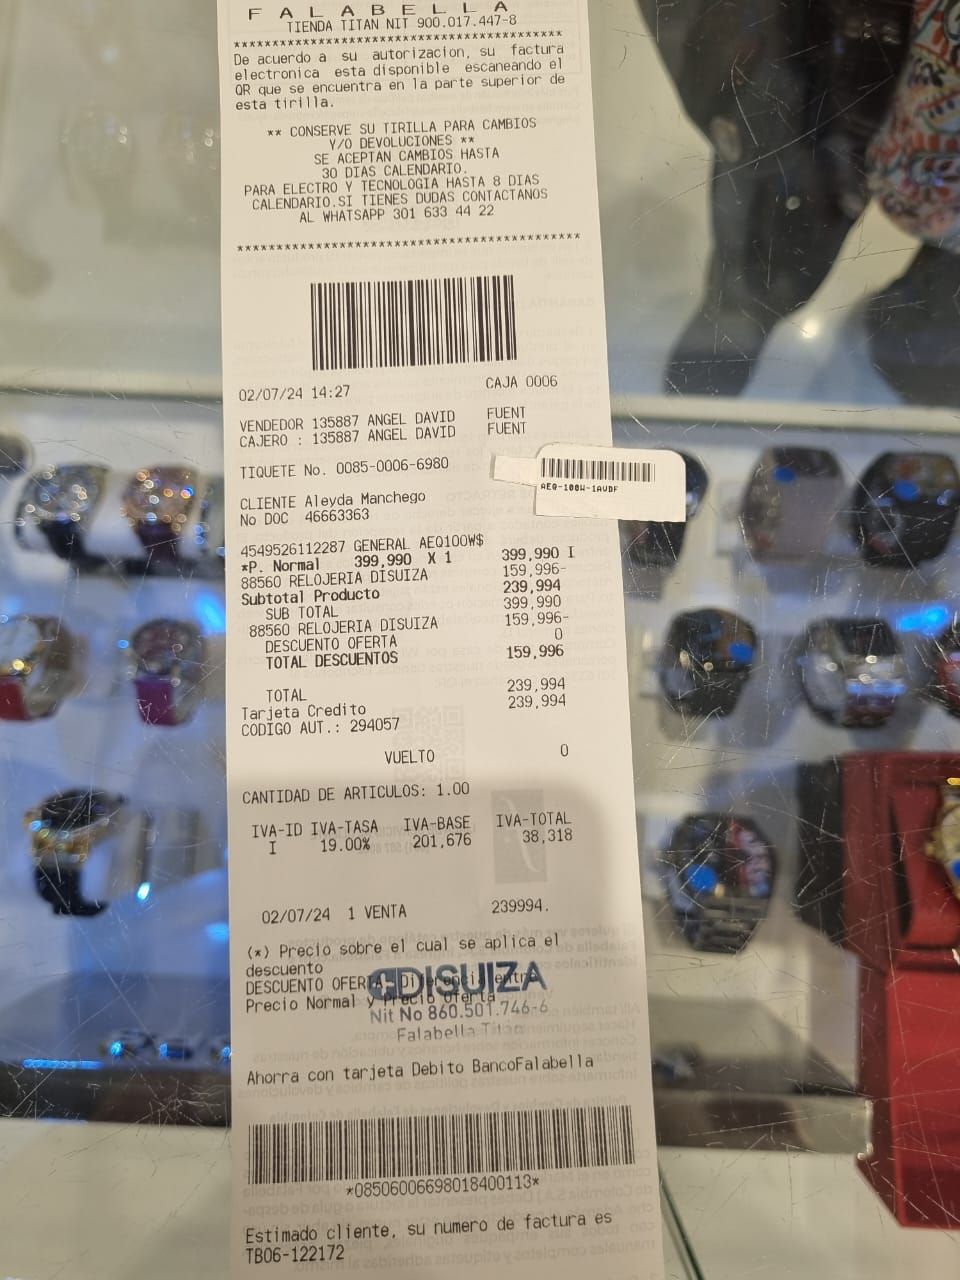 FALABELLA
TIENDA TITAN NIT 900.017.447-8
****************************************
De acuerdo a su autorizacion, su factura
electronica esta disponible escaneando el
QR que se encuentra en la parte superior de
esta tirilla.
** CONSERVE SU TIRILLA PARA CAMBIOS
Y/O DEVOLUCIONES **
SE ACEPTAN CAMBIOS HASTA
30 DIAS CALENDARIO.
PARA ELECTRO Y TECNOLOGIA HASTA 8 DIAS
CALENDARIO.SI TIENES DUDAS CONTACTANOS
AL WHATSAPP 301 633 44 22
****************************************
02/07/24 14:27 CAJA 0006
VENDEDOR 135887 ANGEL DAVID FUENT
CAJERO : 135887 ANGEL DAVID FUENT
TIQUETE No. 0085-0006-6980
AEQ-100W-1AVDF
CLIENTE Aleyda Manchego
No DOC 46663363
4549526112287 GENERAL AEQ100W$ 399,990 I
*P. Normal 399,990 X 1
88560 RELOJERIA DISUIZA 159,996-
Subtotal Producto 239,994
SUB TOTAL 399,990
88560 RELOJERIA DISUIZA 159,996-
DESCUENTO OFERTA 0
TOTAL DESCUENTOS 159,996
TOTAL 239,994
Tarjeta Credito 239,994
CODIGO AUT.: 294057
VUELTO 0
CANTIDAD DE ARTICULOS: 1.00
IVA-ID IVA-TASA IVA-BASE IVA-TOTAL
I 19.00% 201,676 38,318
02/07/24 1 VENTA 239994.
(*) Precio sobre el cual se aplica el
descuento
DESCUENTO OFERTA: Diferencia entre
Precio Normal y Precio Oferta
DISUIZA
Nit No 860.501.746-6
Falabella Titan
Ahorra con tarjeta Debito BancoFalabella
*08506006698018400113*
Estimado cliente, su numero de factura es
TB06-122172